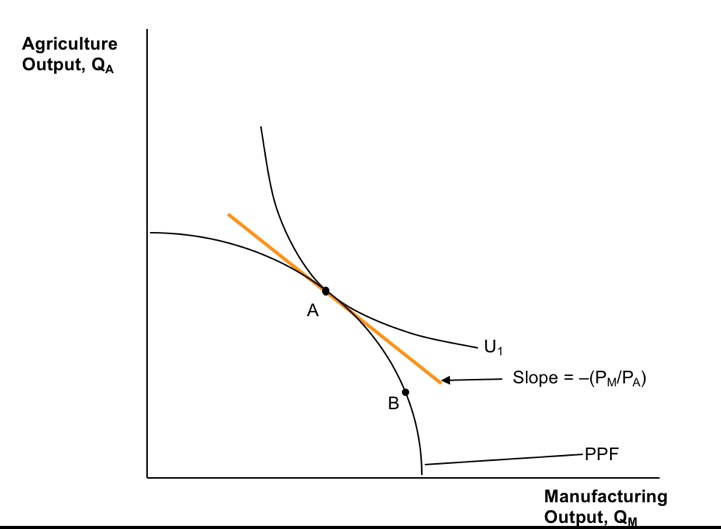 Agriculture
Output, QA
A
U1
Slope = –(PM/PA)
B
PPF
Manufacturing
Output, QM